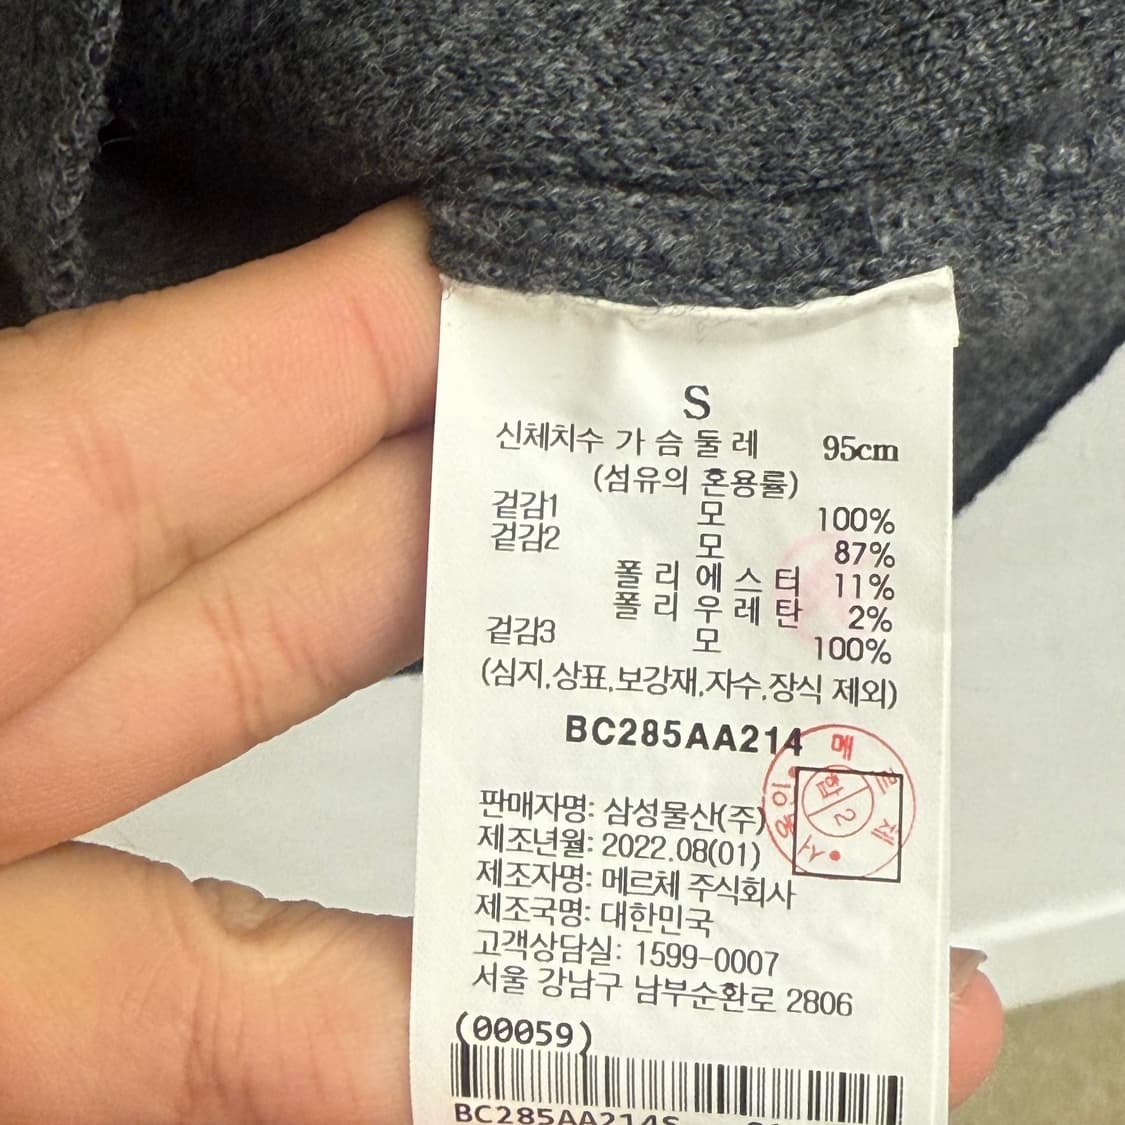 S
신체치수 가 슴 둘 레 95cm
(섬유의 혼용률)
겉감1 모 100%
겉감2 모 87%
폴 리 에 스 터 11%
폴 리 우 레 탄 2%
겉감3 모 100%
(심지,상표,보강재,자수,장식 제외)
BC285AA214
판매자명: 삼성물산(주)
제조년월: 2022.08(01)
제조자명: 메르체 주식회사
제조국명: 대한민국
고객상담실: 1599-0007
서울 강남구 남부순환로 2806
(00059)
BC285AA214S
합
2